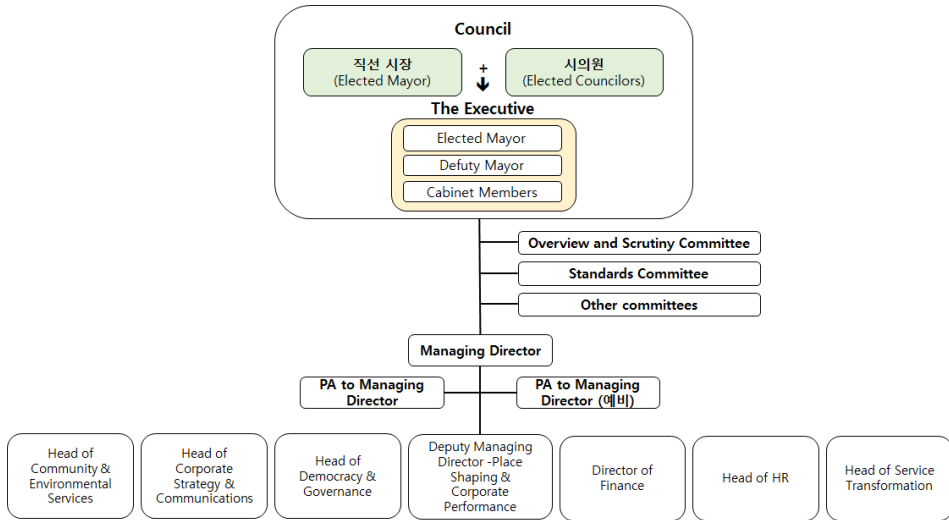 Council
직선 시장
(Elected Mayor)
+
시의원
(Elected Councilors)
The Executive
Elected Mayor
Defuty Mayor
Cabinet Members
Overview and Scrutiny Committee
Standards Committee
Other committees
Managing Director
PA to Managing
Director
PA to Managing
Director (예비)
Head of
Community &
Environmental
Services
Head of
Corporate
Strategy &
Communications
Head of
Democracy &
Governance
Deputy Managing
Director -Place
Shaping &
Corporate
Performance
Director of
Finance
Head of HR
Head of Service
Transformation